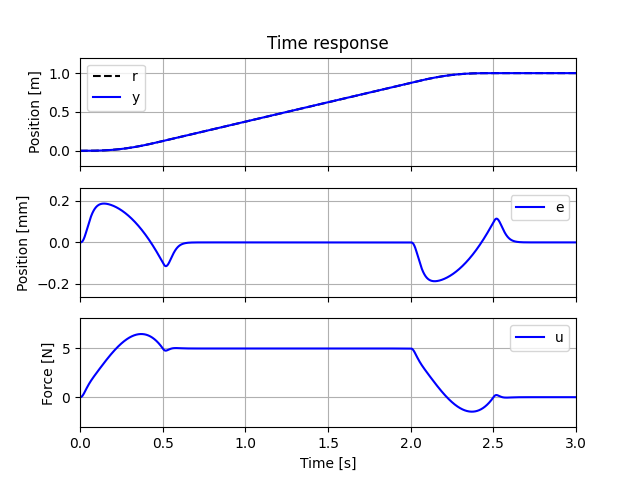 Time response
Position [m]
1.0
0.5
0.0
r
y
Position [mm]
0.2
0.0
−0.2
e
Force [N]
5
0
u
0.0 0.5 1.0 1.5 2.0 2.5 3.0
Time [s]